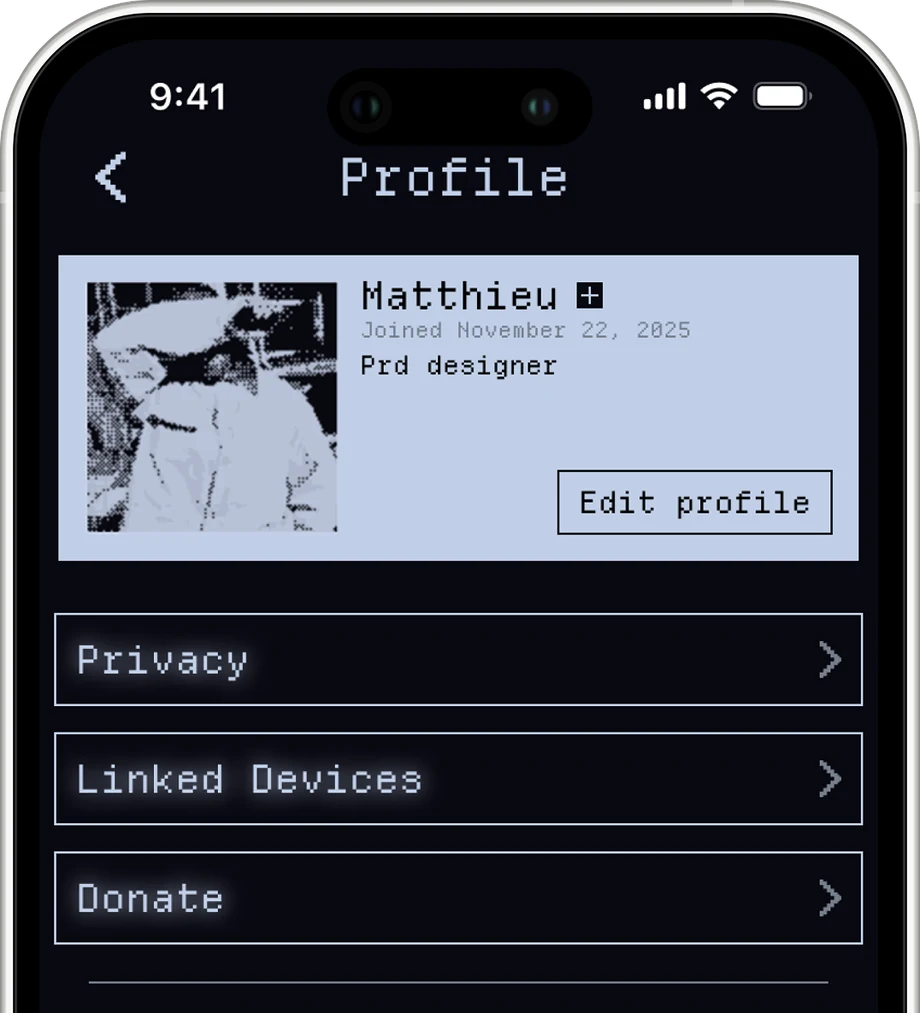 9:41
Profile
Matthieu
Joined November 22, 2025
Prd designer
Edit profile
Privacy
Linked Devices
Donate